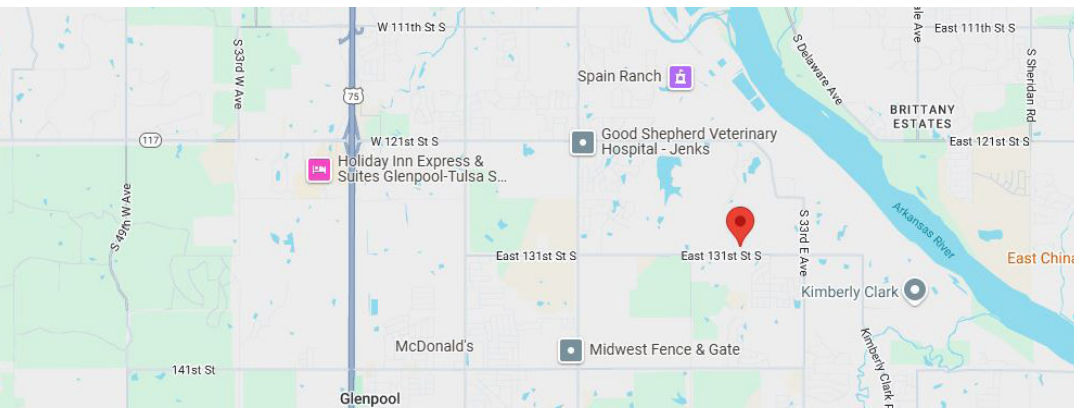 W 111th St S
ale Ave
East 111th St S
S 33rd W Ave
S Delaware Ave
S Sheridan Rd
75
Spain Ranch
BRITTANY
ESTATES
117
W 121st St S
Good Shepherd Veterinary
Hospital - Jenks
East 121st St S
Holiday Inn Express &
Suites Glenpool-Tulsa S...
S 49th W Ave
Arkansas River
S 33rd E Ave
East 131st St S
East 131st St S
East China
Kimberly Clark
McDonald's
Midwest Fence & Gate
Kimberly Clark R
141st St
Glenpool